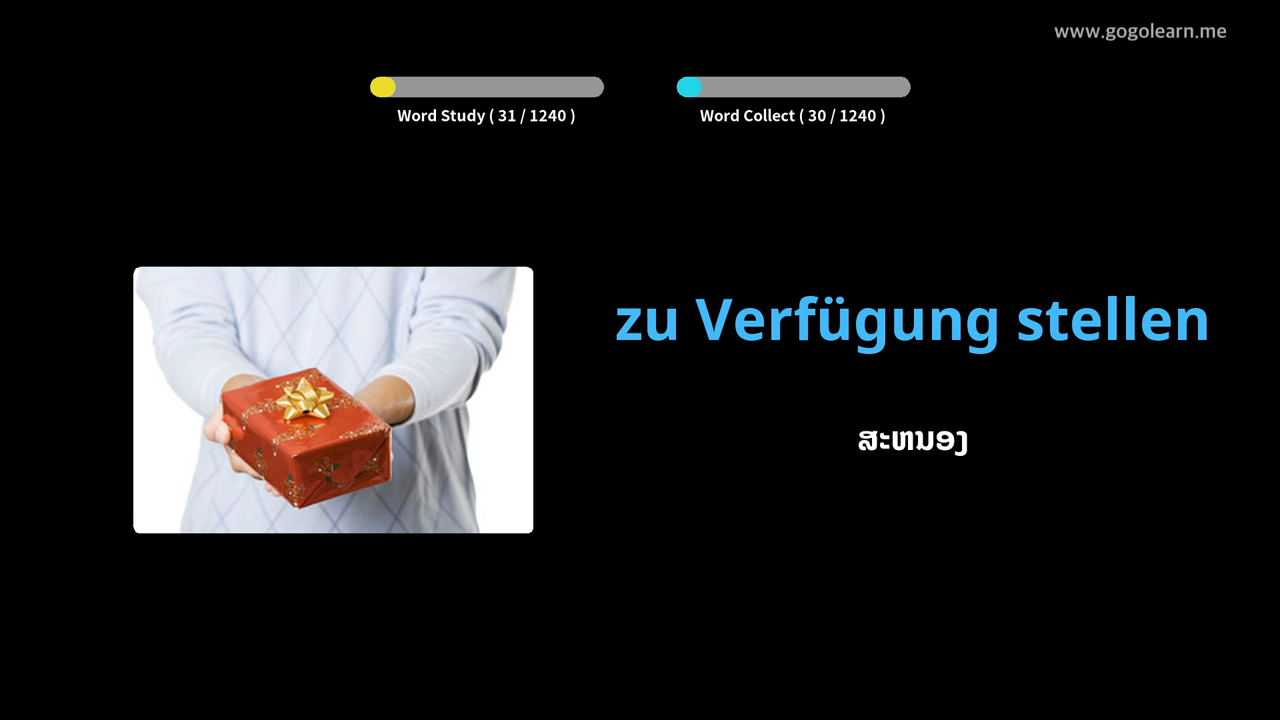 www.gogolearn.me
Word Study ( 31 / 1240 )
Word Collect ( 30 / 1240 )
zu Verfügung stellen
ສະຫນອງ